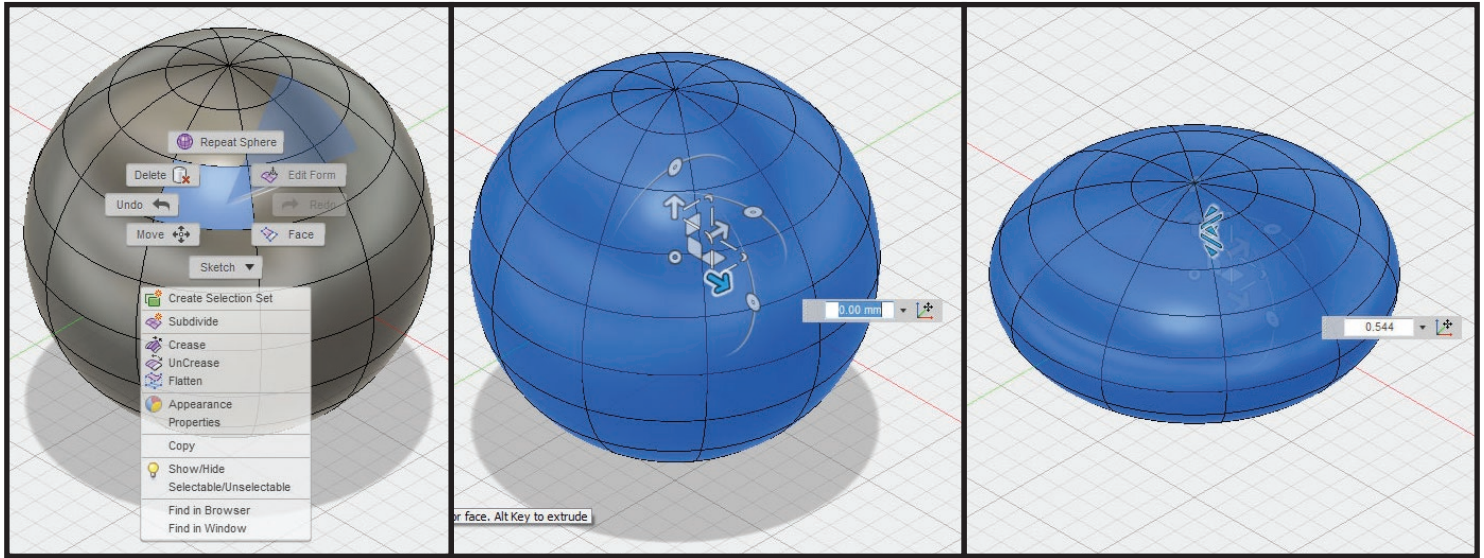 Repeat Sphere
Delete
Edit Form
Undo
Redo
Move
Face
Sketch
Create Selection Set
Subdivide
Crease
UnCrease
Flatten
Appearance
Properties
Copy
Show/Hide
Selectable/Unselectable
Find in Browser
Find in Window
0.00 mm
or face. Alt Key to extrude
0.544